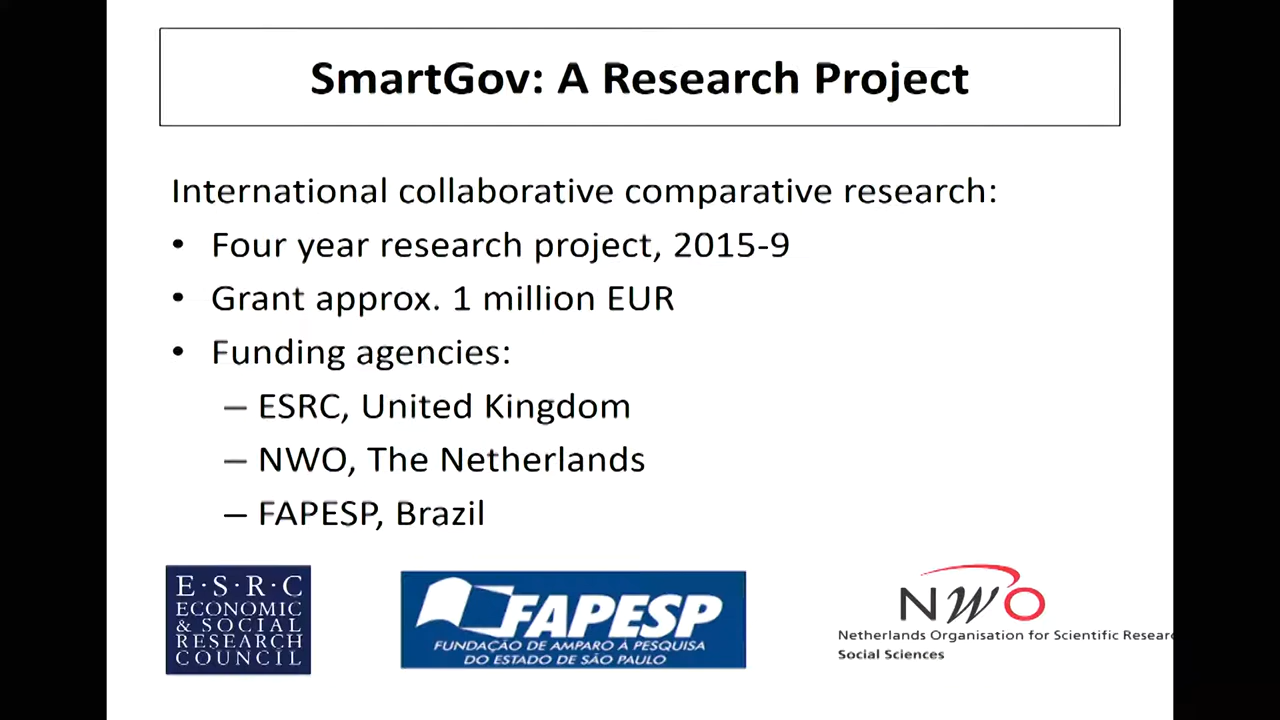 SmartGov: A Research Project
International collaborative comparative research:
• Four year research project, 2015-9
• Grant approx. 1 million EUR
• Funding agencies:
– ESRC, United Kingdom
– NWO, The Netherlands
– FAPESP, Brazil
E·S·R·C
ECONOMIC
& SOCIAL
RESEARCH
COUNCIL
FAPESP
FUNDAÇÃO DE AMPARO À PESQUISA
DO ESTADO DE SÃO PAULO
NWO
Netherlands Organisation for Scientific Researc
Social Sciences